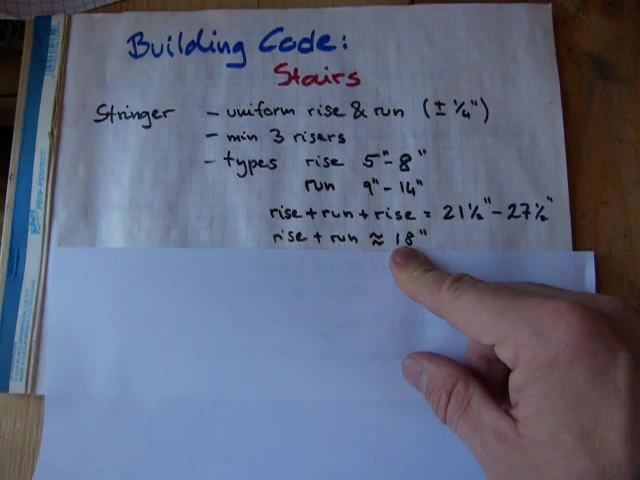 Building Code:
Stairs
Stringer - uniform rise & run (± 1/4")
- min 3 risers
- types rise 5"-8"
run 9"-14"
rise+run+rise = 21 1/2" - 27 1/2"
rise + run ≈ 18"